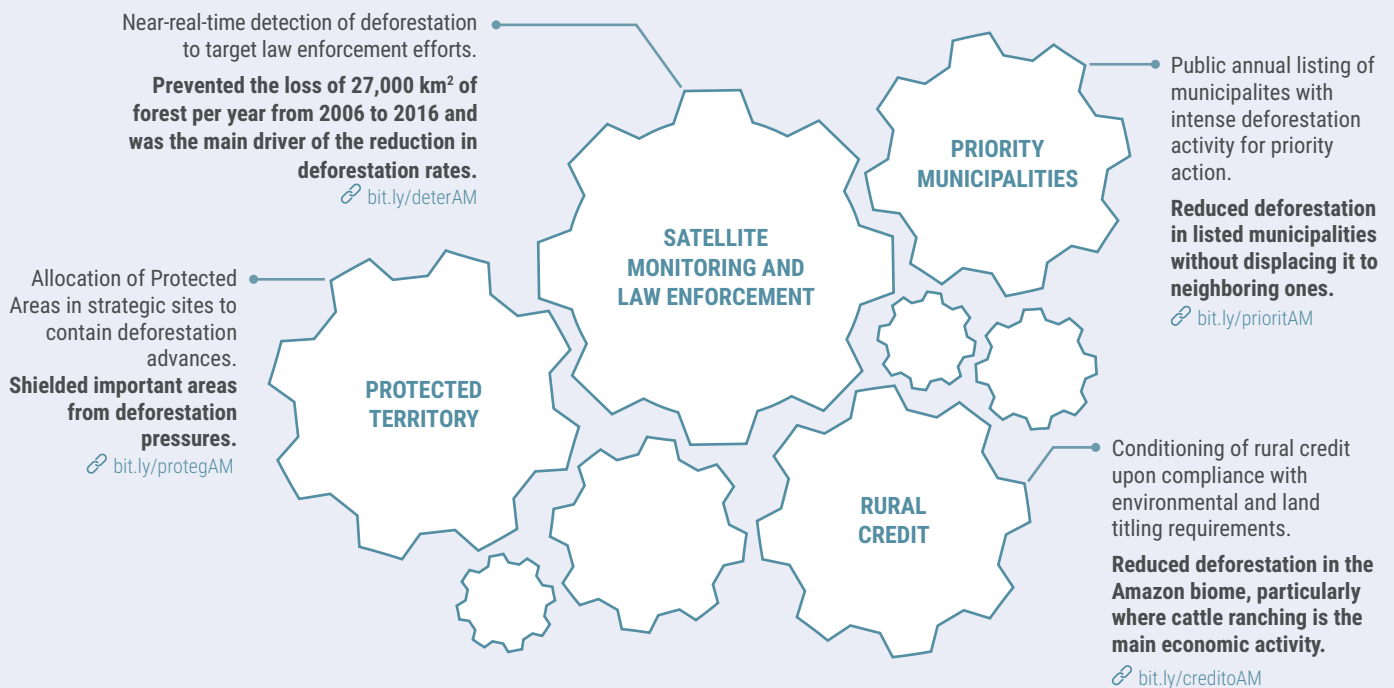 Near-real-time detection of deforestation
to target law enforcement efforts.
Prevented the loss of 27,000 km² of
forest per year from 2006 to 2016 and
was the main driver of the reduction in
deforestation rates.
bit.ly/deterAM
Allocation of Protected
Areas in strategic sites to
contain deforestation
advances.
Shielded important areas
from deforestation
pressures.
bit.ly/protegAM
PROTECTED
TERRITORY
SATELLITE
MONITORING AND
LAW ENFORCEMENT
PRIORITY
MUNICIPALITIES
Public annual listing of
municipalites with
intense deforestation
activity for priority
action.
Reduced deforestation
in listed municipalities
without displacing it to
neighboring ones.
bit.ly/prioritAM
RURAL
CREDIT
Conditioning of rural credit
upon compliance with
environmental and land
titling requirements.
Reduced deforestation in the
Amazon biome, particularly
where cattle ranching is the
main economic activity.
bit.ly/creditoAM